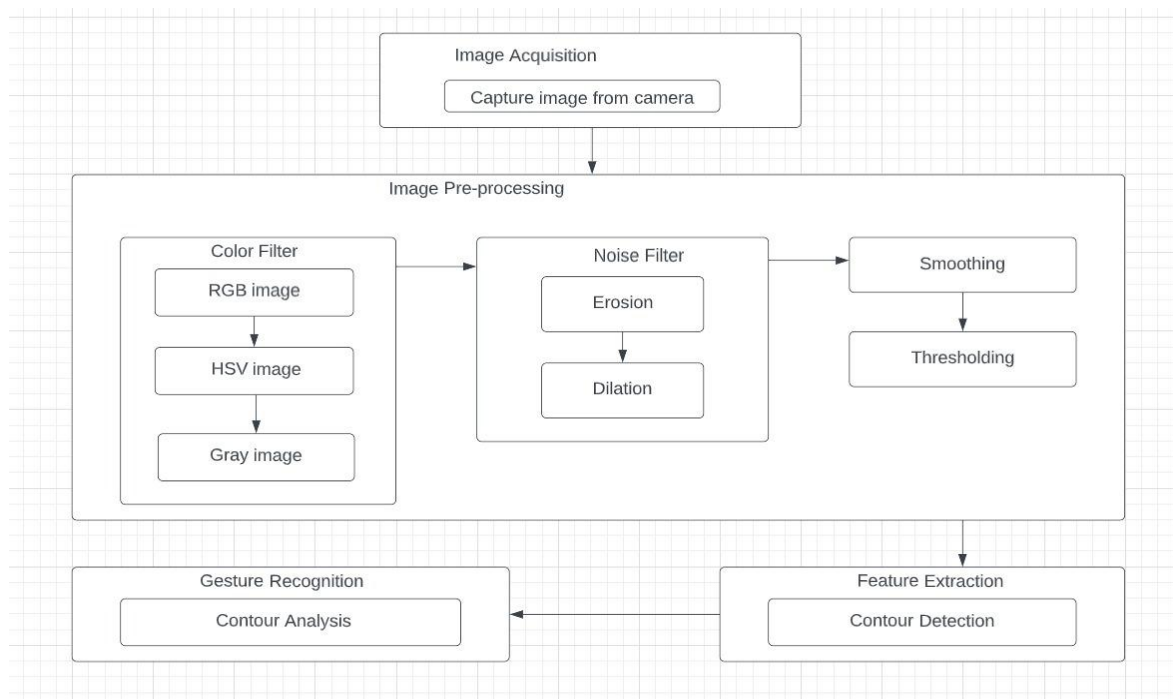 Image Acquisition
Capture image from camera
Image Pre-processing
Color Filter
RGB image
HSV image
Gray image
Noise Filter
Erosion
Dilation
Smoothing
Thresholding
Feature Extraction
Contour Detection
Gesture Recognition
Contour Analysis